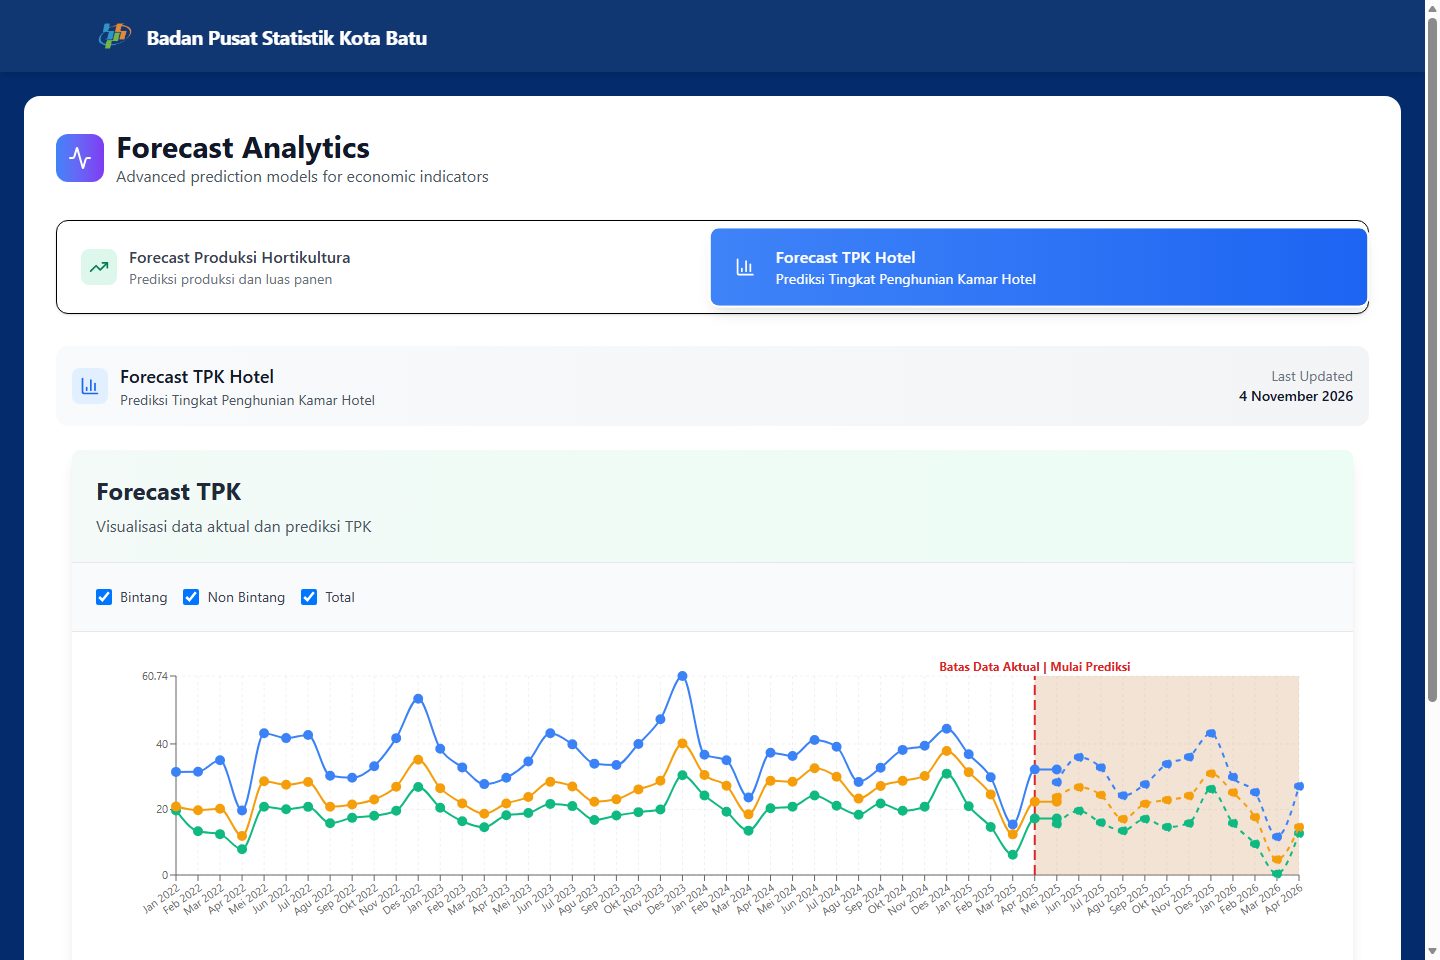 Badan Pusat Statistik Kota Batu
Forecast Analytics
Advanced prediction models for economic indicators
Forecast Produksi Hortikultura
Prediksi produksi dan luas panen
Forecast TPK Hotel
Prediksi Tingkat Penghunian Kamar Hotel
Forecast TPK Hotel
Prediksi Tingkat Penghunian Kamar Hotel
Last Updated
4 November 2026
Forecast TPK
Visualisasi data aktual dan prediksi TPK
Bintang
Non Bintang
Total
Batas Data Aktual | Mulai Prediksi
60.74
40
20
0
Jan 2022
Feb 2022
Mar 2022
Apr 2022
Mei 2022
Jun 2022
Jul 2022
Agu 2022
Sep 2022
Okt 2022
Nov 2022
Des 2022
Jan 2023
Feb 2023
Mar 2023
Apr 2023
Mei 2023
Jun 2023
Jul 2023
Agu 2023
Sep 2023
Okt 2023
Nov 2023
Des 2023
Jan 2024
Feb 2024
Mar 2024
Apr 2024
Mei 2024
Jun 2024
Jul 2024
Agu 2024
Sep 2024
Okt 2024
Nov 2024
Des 2024
Jan 2025
Feb 2025
Mar 2025
Apr 2025
Mei 2025
Jun 2025
Jul 2025
Agu 2025
Sep 2025
Okt 2025
Nov 2025
Des 2025
Jan 2026
Feb 2026
Mar 2026
Apr 2026